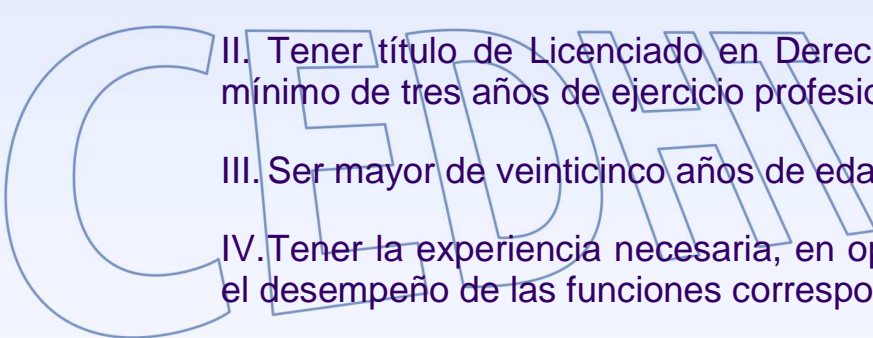 II. Tener título de Licenciado en Derec
mínimo de tres años de ejercicio profesio
III. Ser mayor de veinticinco años de eda
IV.Tener la experiencia necesaria, en op
el desempeño de las funciones correspo
CEDH